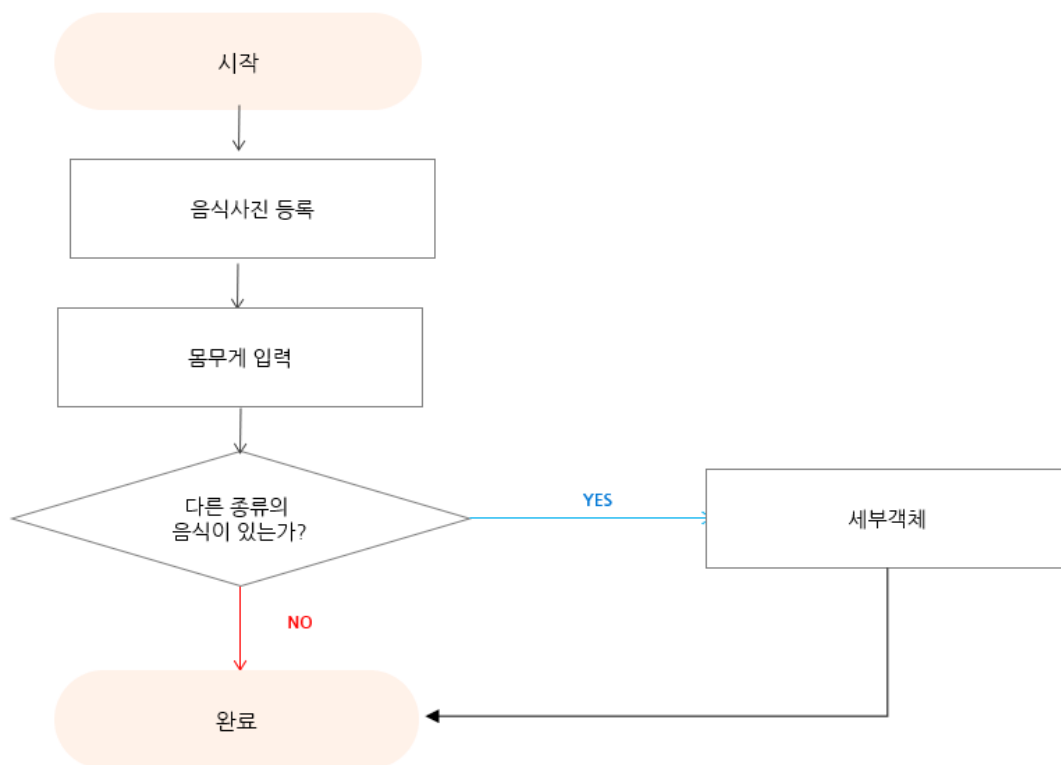 시작
음식사진 등록
몸무게 입력
다른 종류의
음식이 있는가?
YES
세부객체
NO
완료